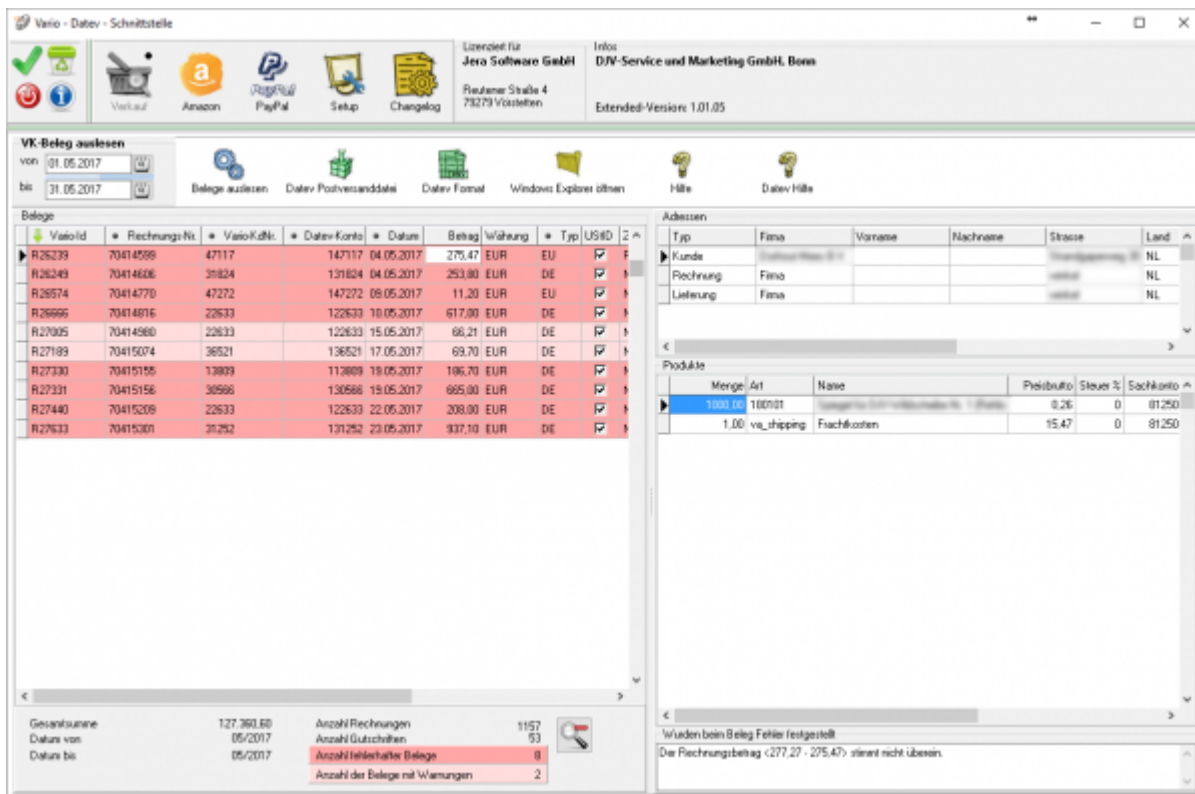 Vario - Datev - Schnittstelle
Verkauf
Amazon
PayPal
PayPal
Setup
Changelog
Lizenziert für
Jera Software GmbH
Reutener Straße 4
79279 Vörstetten
Infos
DJV-Service und Marketing GmbH, Bonn
Extended-Version: 1.01.05
VK-Beleg auslesen
von 01.05.2017
bis 31.05.2017
Belege auslesen
Datev Postversanddatei
Datev Format
Windows Explorer öffnen
Hilfe
Datev Hilfe
Belege
Vario-Id Rechnungs-Nr. Vario-KdNr. Datev-Konto Datum Betrag Währung Typ UStID
R26239 70414599 47117 147117 04.05.2017 275,47 EUR EU
R26249 70414606 31824 131824 04.05.2017 253,80 EUR DE
R26574 70414770 47272 147272 09.05.2017 11,20 EUR EU
R26666 70414816 22633 122633 10.05.2017 617,00 EUR DE
R27005 70414980 22633 122633 15.05.2017 66,21 EUR DE
R27189 70415074 36521 136521 17.05.2017 69,70 EUR DE
R27330 70415155 13809 113809 19.05.2017 186,70 EUR DE
R27331 70415156 30566 130566 19.05.2017 665,00 EUR DE
R27440 70415209 22633 122633 22.05.2017 208,00 EUR DE
R27633 70415301 31252 131252 23.05.2017 937,10 EUR DE
Gesamtsumme 127.360,60
Datum von 05/2017
Datum bis 05/2017
Anzahl Rechnungen 1157
Anzahl Gutschriften 53
Anzahl fehlerhafter Belege 8
Anzahl der Belege mit Warnungen 2
Adressen
Typ Firma Vorname Nachname Strasse Land
Kunde NL
Rechnung Firma NL
Lieferung Firma NL
Produkte
Menge Art Name Preisbrutto Steuer % Sachkonto
1000,00 180101 0,26 0 81250
1,00 va_shipping Frachtkosten 15,47 0 81250
Wurden beim Beleg Fehler festgestellt
Der Rechnungsbetrag <277,27 - 275,47> stimmt nicht überein.